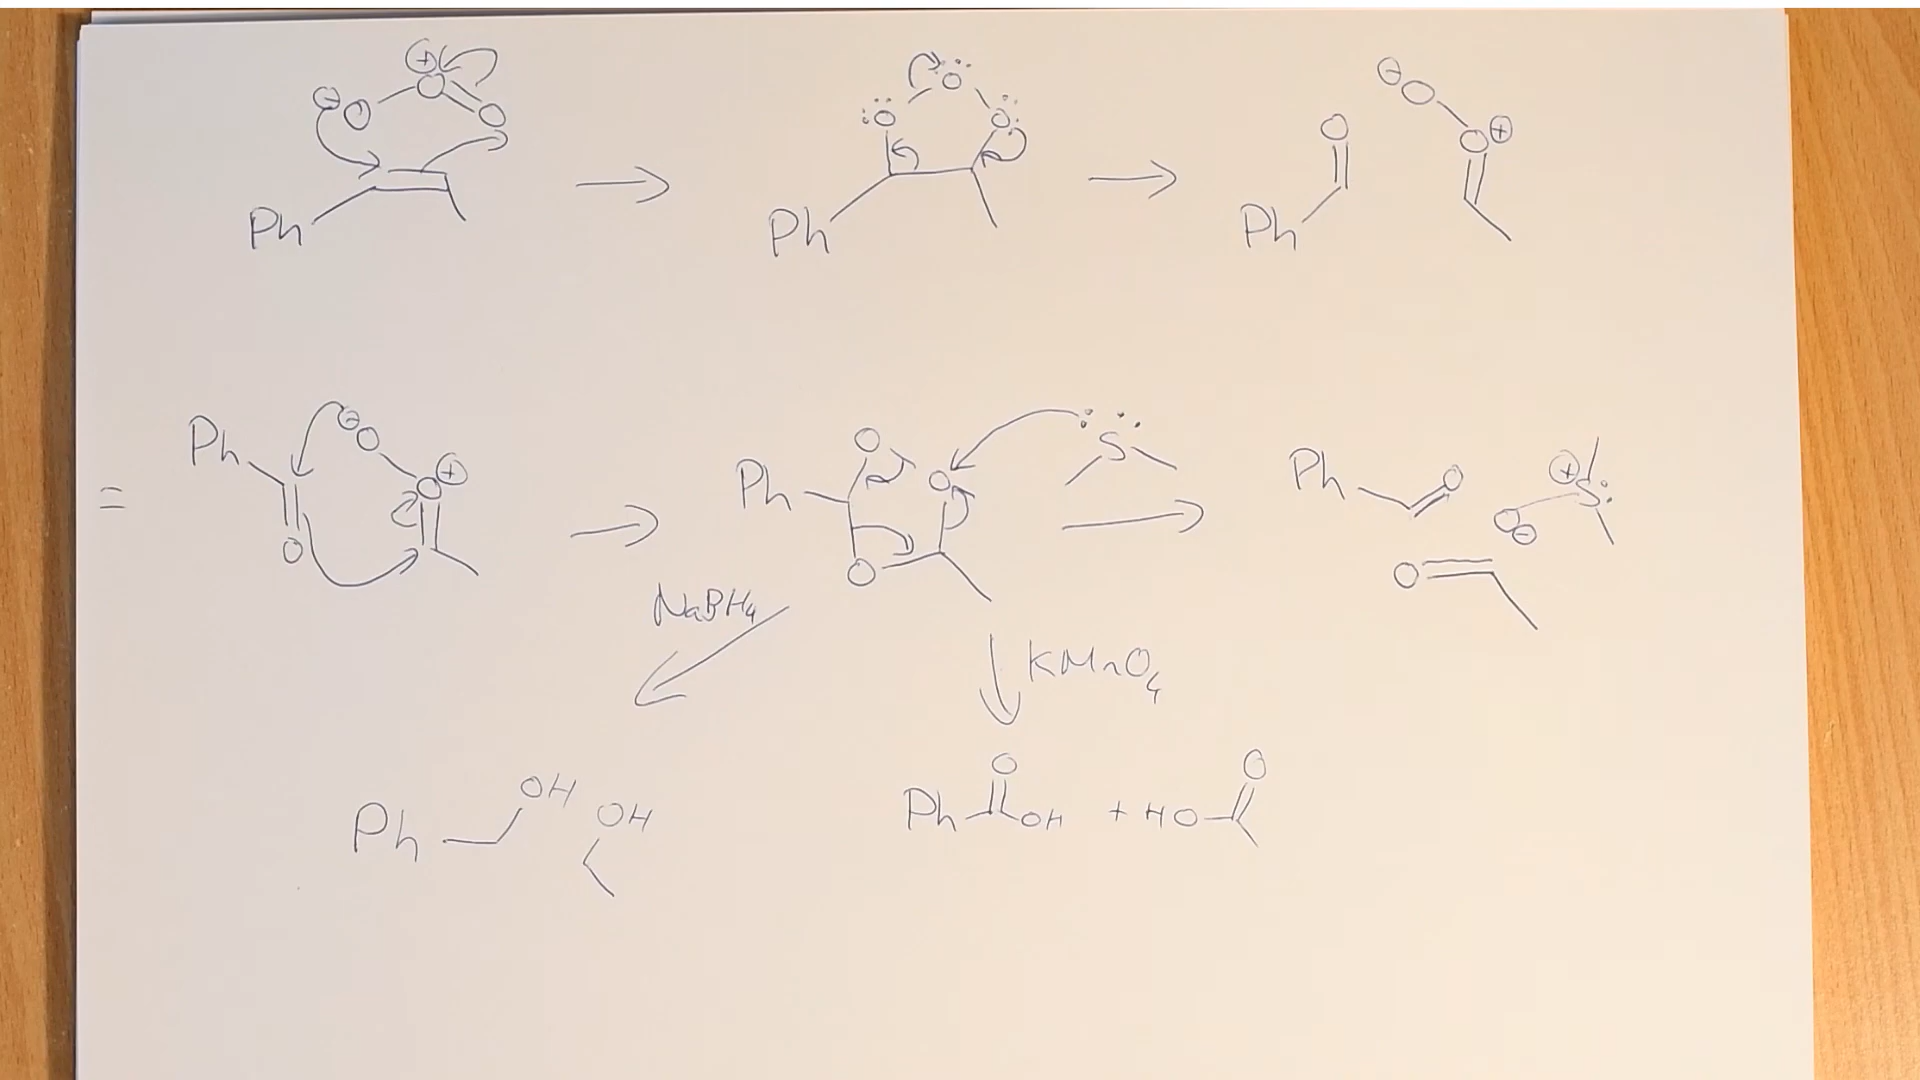 ⊕
⊖ O O O
Ph
O O O
Ph
O ⊖ O O ⊕
Ph
= Ph O ⊖ O O ⊕
Ph O O O
S
Ph O ⊕ S
O ⊖
O
NaBH4
KMnO4
Ph OH OH
Ph O OH + HO O